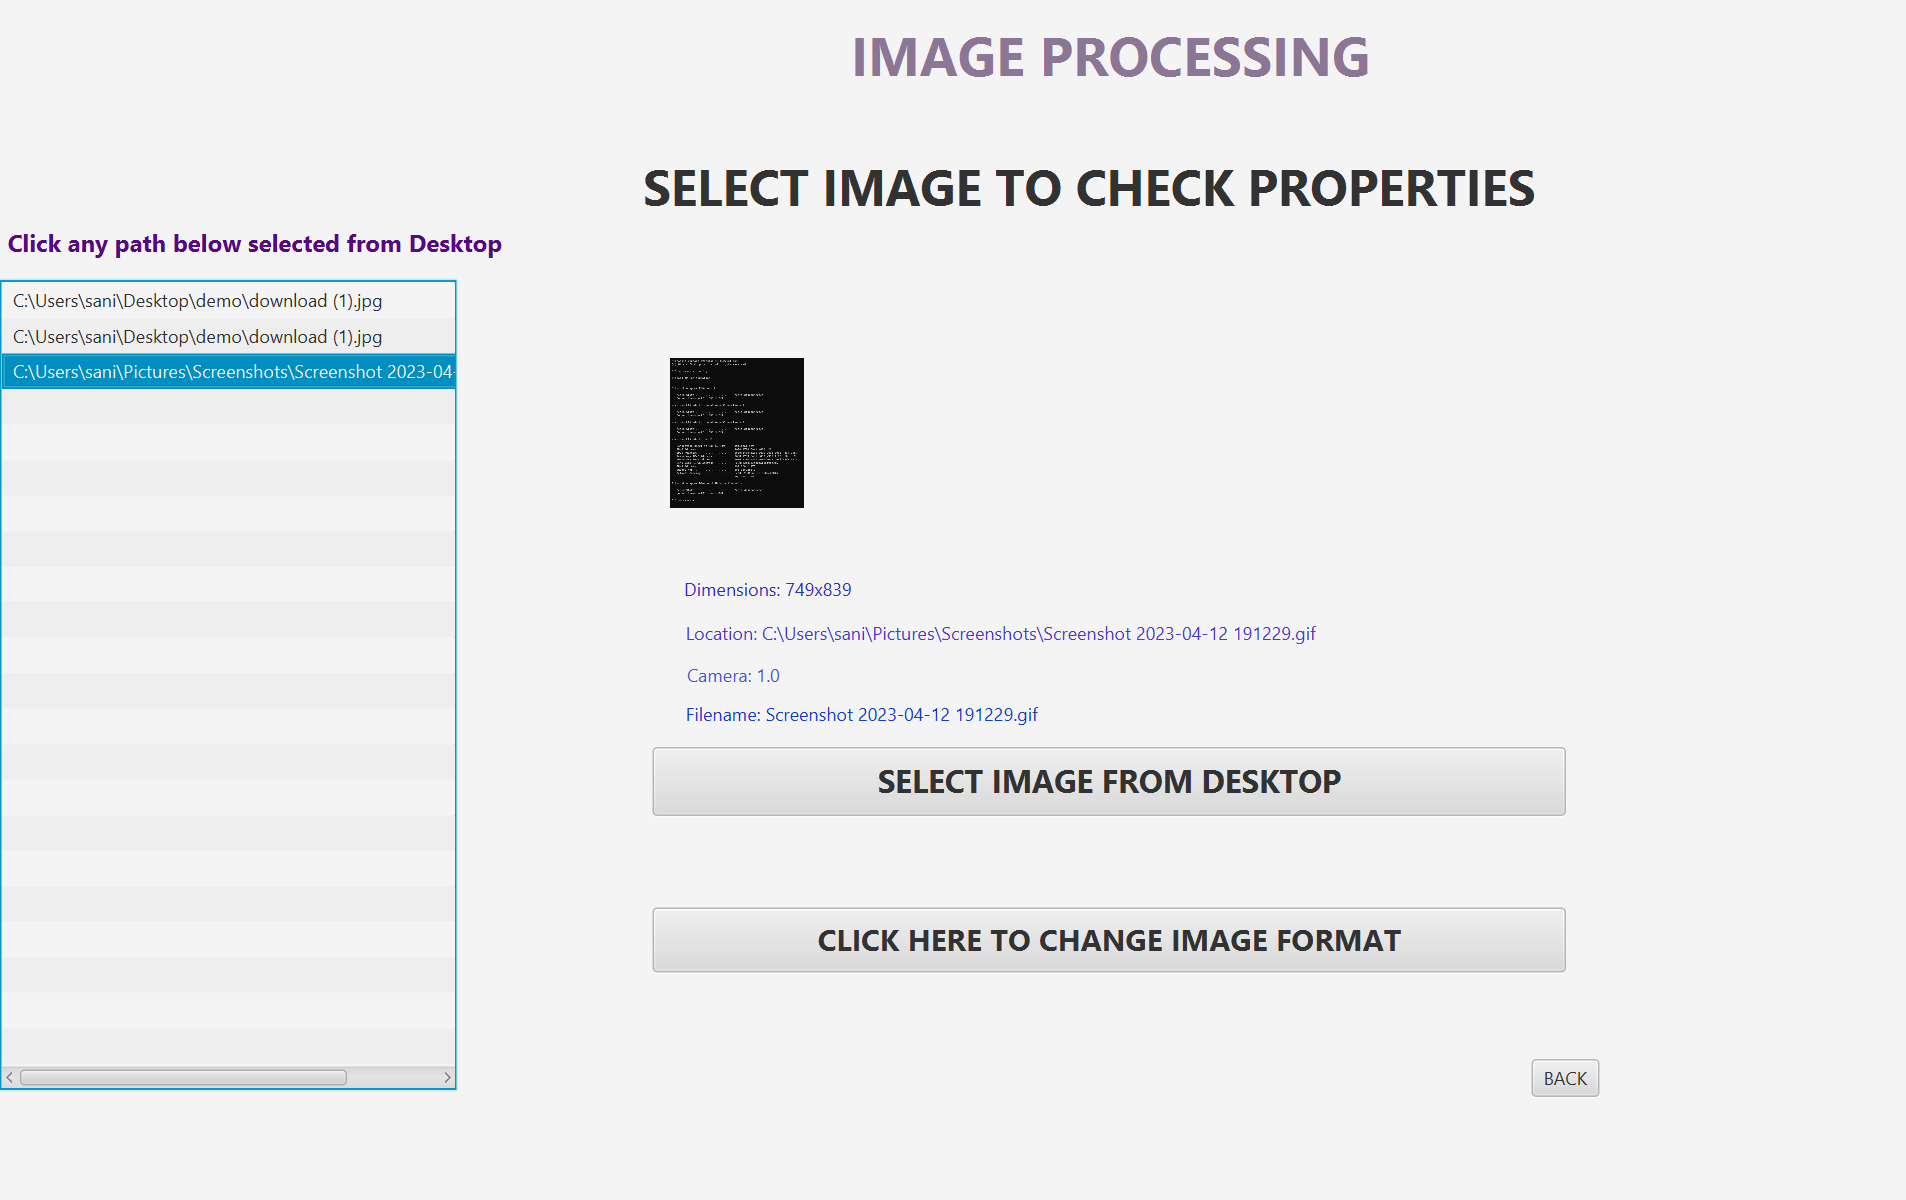 IMAGE PROCESSING
SELECT IMAGE TO CHECK PROPERTIES
Click any path below selected from Desktop
C:\Users\sani\Desktop\demo\download (1).jpg
C:\Users\sani\Desktop\demo\download (1).jpg
C:\Users\sani\Pictures\Screenshots\Screenshot 2023-04-
Dimensions: 749x839
Location: C:\Users\sani\Pictures\Screenshots\Screenshot 2023-04-12 191229.gif
Camera: 1.0
Filename: Screenshot 2023-04-12 191229.gif
SELECT IMAGE FROM DESKTOP
CLICK HERE TO CHANGE IMAGE FORMAT
BACK